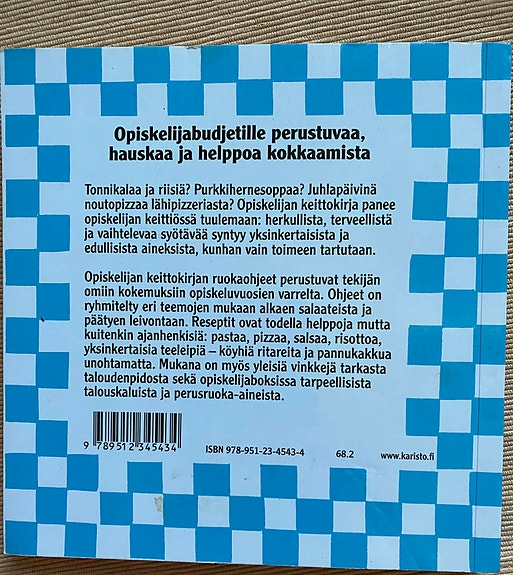 Opiskelijabudjetille perustuvaa,
hauskaa ja helppoa kokkaamista
Tonnikalaa ja riisiä? Purkkihernesoppaa? Juhlapäivinä
noutopizzaa lähipizzeriasta? Opiskelijan keittokirja panee
opiskelijan keittiössä tuulemaan: herkullista, terveellistä
ja vaihtelevaa syötävää syntyy yksinkertaisista ja
edullisista aineksista, kunhan vain toimeen tartutaan.
Opiskelijan keittokirjan ruokaohjeet perustuvat tekijän
omiin kokemuksiin opiskeluvuosien varrelta. Ohjeet on
ryhmitelty eri teemojen mukaan alkaen salaateista ja
päätyen leivontaan. Reseptit ovat todella helppoja mutta
kuitenkin ajanhenkisiä: pastaa, pizzaa, salsaa, risottoa,
yksinkertaisia teeleipiä – köyhiä ritareita ja pannukakkua
unohtamatta. Mukana on myös yleisiä vinkkejä tarkasta
taloudenpidosta sekä opiskelijaboksissa tarpeellisista
talouskaluista ja perusruoka-aineista.
9 789512 345434
ISBN 978-951-23-4543-4 68.2 www.karisto.fi